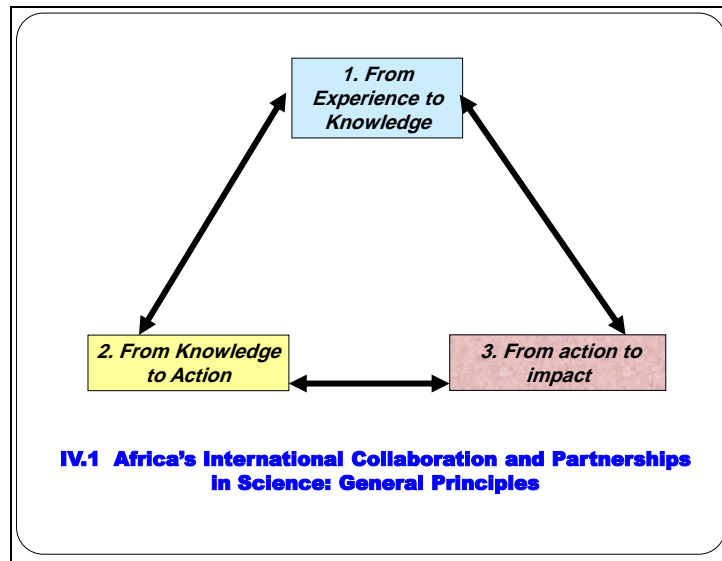 1. From
Experience to
Knowledge
2. From Knowledge
to Action
3. From action to
impact
IV.1 Africa’s International Collaboration and Partnerships
in Science: General Principles